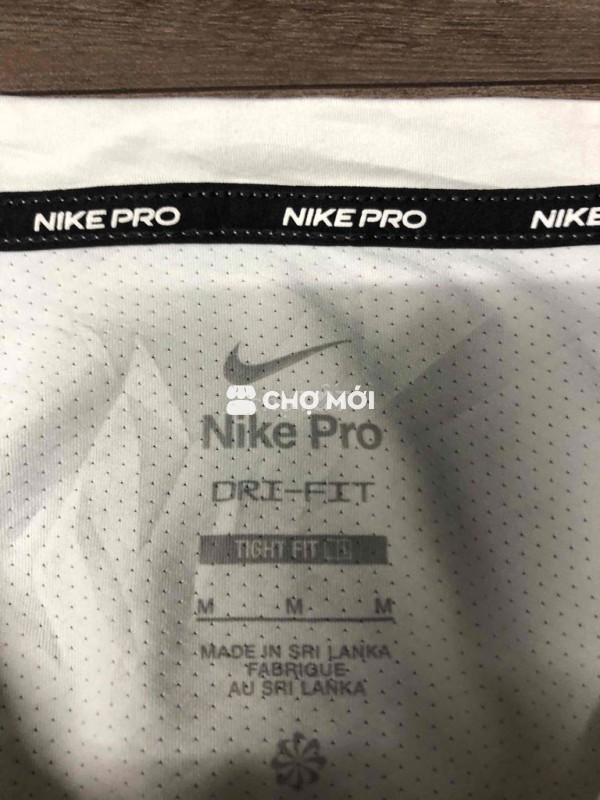 NIKE PRO NIKE PRO NIKE
CHỢ MỚI
Nike Pro
DRI-FIT
TIGHT FIT
M M M
MADE IN SRI LANKA
FABRIQUE
AU SRI LANKA